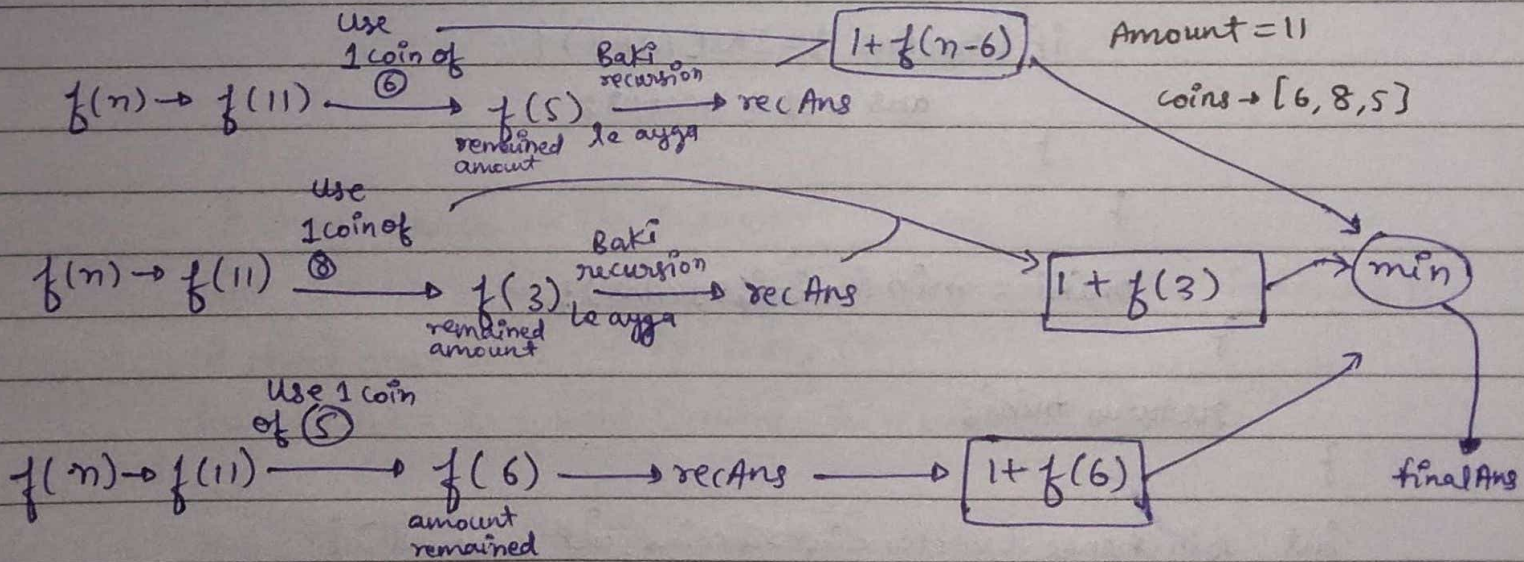 Use
1 coin of
⑥
f(n) → f(11) → f(5) → recAns
remained
amount
Baki
recursion
le ayga
1 + f(n-6)
Amount = 11
coins → [6, 8, 5]
Use
1 coin of
⑧
f(n) → f(11) → f(3) → recAns
remained
amount
Baki
recursion
le ayga
1 + f(3)
min
Use 1 coin
of ⑤
f(n) → f(11) → f(6) → recAns → 1 + f(6)
amount
remained
finalAns